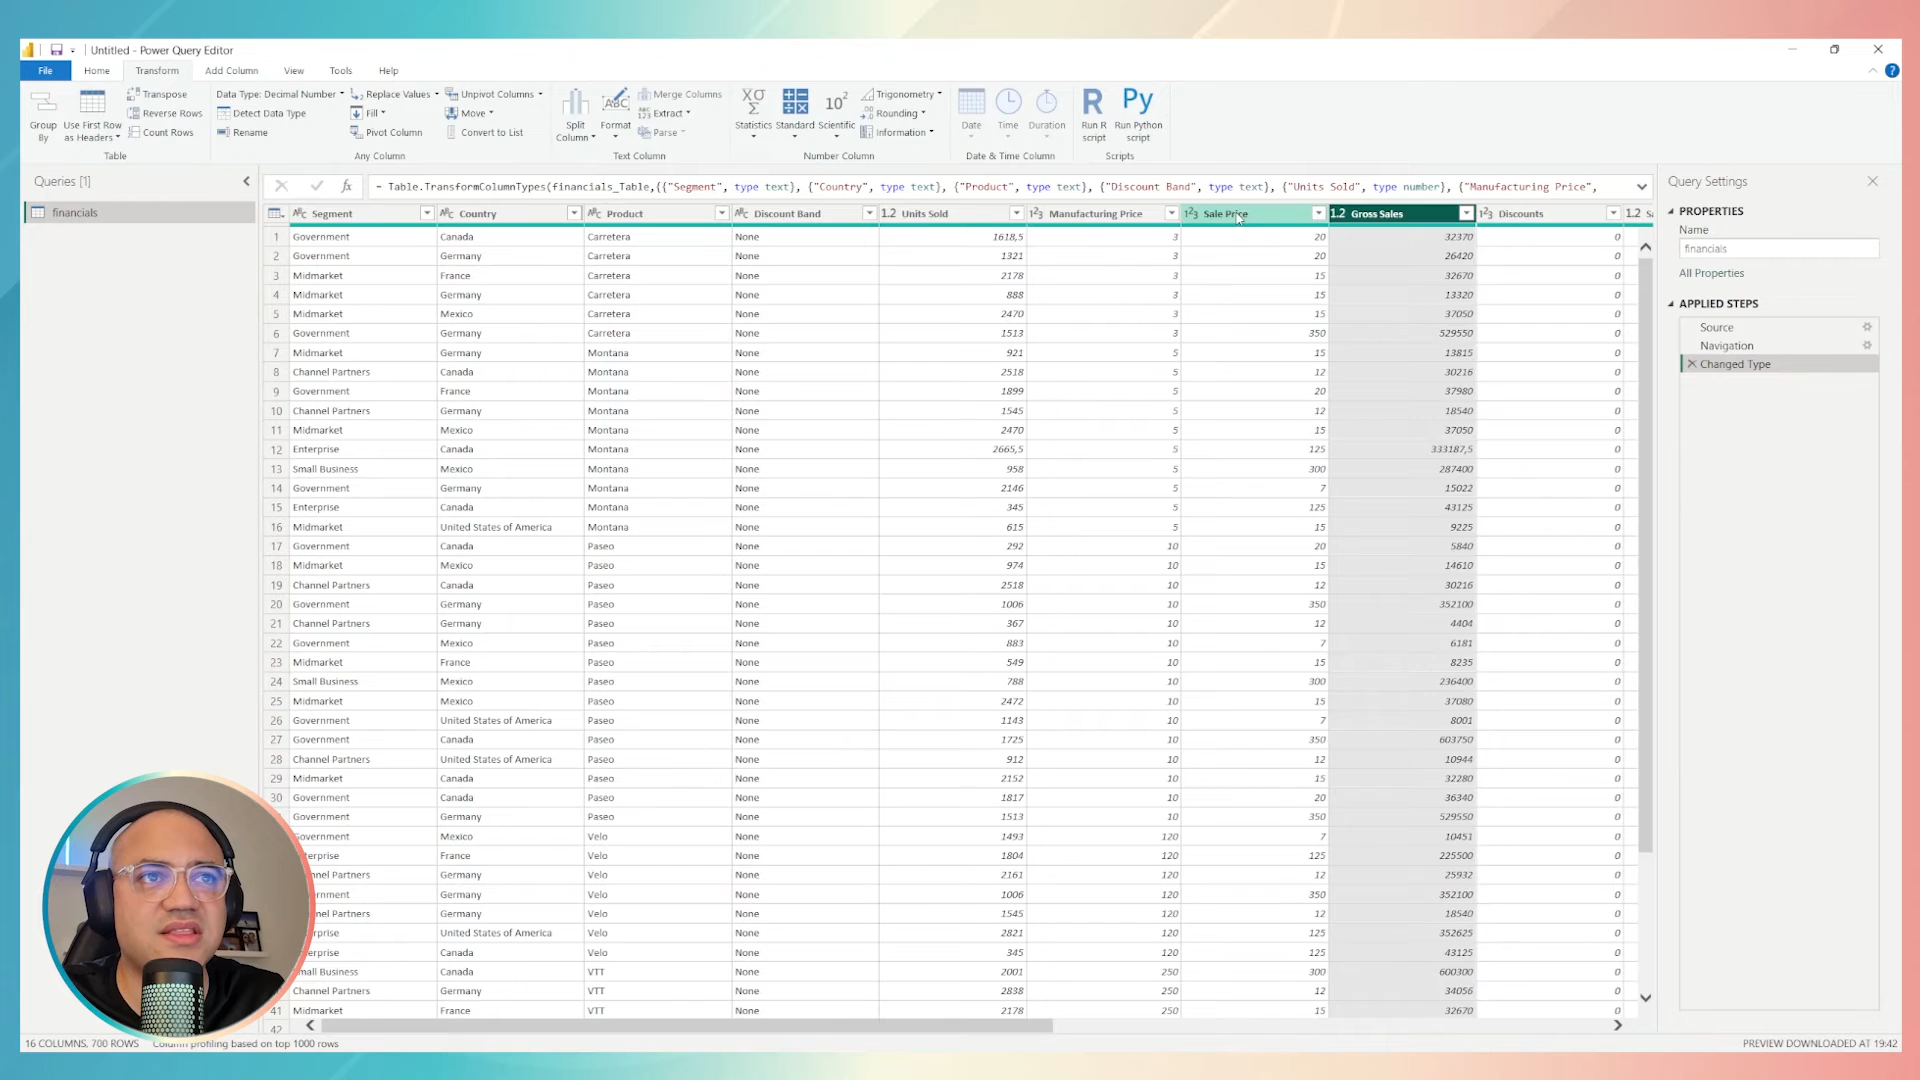 Untitled - Power Query Editor
File Home Transform Add Column View Tools Help
Group By
Use First Row as Headers
Transpose
Reverse Rows
Count Rows
Table
Data Type: Decimal Number
Detect Data Type
Rename
Replace Values
Fill
Pivot Column
Unpivot Columns
Move
Convert to List
Any Column
Split Column
ABC
Format
Merge Columns
Extract
Parse
Text Column
Statistics
Standard
10² Scientific
Trigonometry
Rounding
Information
Number Column
Date
Time
Duration
Date & Time Column
R
Run R script
Py
Run Python script
Scripts
Queries [1]
financials
fx = Table.TransformColumnTypes(financials_Table,{{"Segment", type text}, {"Country", type text}, {"Product", type text}, {"Discount Band", type text}, {"Units Sold", type number}, {"Manufacturing Price",
Segment Country Product Discount Band 1.2 Units Sold 1²3 Manufacturing Price 1²3 Sale Price 1.2 Gross Sales 1²3 Discounts 1.2 Sa
1 Government Canada Carretera None 1618,5 3 20 32370 0
2 Government Germany Carretera None 1321 3 20 26420 0
3 Midmarket France Carretera None 2178 3 15 32670 0
4 Midmarket Germany Carretera None 888 3 15 13320 0
5 Midmarket Mexico Carretera None 2470 3 15 37050 0
6 Government Germany Carretera None 1513 3 350 529550 0
7 Midmarket Germany Montana None 921 5 15 13815 0
8 Channel Partners Canada Montana None 2518 5 12 30216 0
9 Government France Montana None 1899 5 20 37980 0
10 Channel Partners Germany Montana None 1545 5 12 18540 0
11 Midmarket Mexico Montana None 2470 5 15 37050 0
12 Enterprise Canada Montana None 2665,5 5 125 333187,5 0
13 Small Business Mexico Montana None 958 5 300 287400 0
14 Government Germany Montana None 2146 5 7 15022 0
15 Enterprise Canada Montana None 345 5 125 43125 0
16 Midmarket United States of America Montana None 615 5 15 9225 0
17 Government Canada Paseo None 292 10 20 5840 0
18 Midmarket Mexico Paseo None 974 10 15 14610 0
19 Channel Partners Canada Paseo None 2518 10 12 30216 0
20 Government Germany Paseo None 1006 10 350 352100 0
21 Channel Partners Germany Paseo None 367 10 12 4404 0
22 Government Mexico Paseo None 883 10 7 6181 0
23 Midmarket France Paseo None 549 10 15 8235 0
24 Small Business Mexico Paseo None 788 10 300 236400 0
25 Midmarket Mexico Paseo None 2472 10 15 37080 0
26 Government United States of America Paseo None 1143 10 7 8001 0
27 Government Canada Paseo None 1725 10 350 603750 0
28 Channel Partners United States of America Paseo None 912 10 12 10944 0
29 Midmarket Canada Paseo None 2152 10 15 32280 0
30 Government Canada Paseo None 1817 10 20 36340 0
Government Germany Paseo None 1513 10 350 529550 0
overnment Mexico Velo None 1493 120 7 10451 0
terprise France Velo None 1804 120 125 225500 0
annel Partners Germany Velo None 2161 120 12 25932 0
ernment Germany Velo None 1006 120 350 352100 0
nnel Partners Germany Velo None 1545 120 12 18540 0
rprise United States of America Velo None 2821 120 125 352625 0
erprise Canada Velo None 345 120 125 43125 0
mall Business Canada VTT None 2001 250 300 600300 0
Channel Partners Germany VTT None 2838 250 12 34056 0
41 Midmarket France VTT None 2178 250 15 32670 0
42
Query Settings
PROPERTIES
Name
financials
All Properties
APPLIED STEPS
Source
Navigation
Changed Type
16 COLUMNS, 700 ROWS Column profiling based on top 1000 rows PREVIEW DOWNLOADED AT 19:42